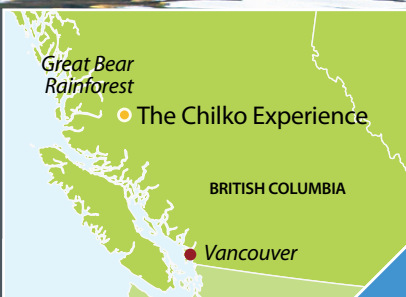 Great Bear
Rainforest
The Chilko Experience
BRITISH COLUMBIA
Vancouver